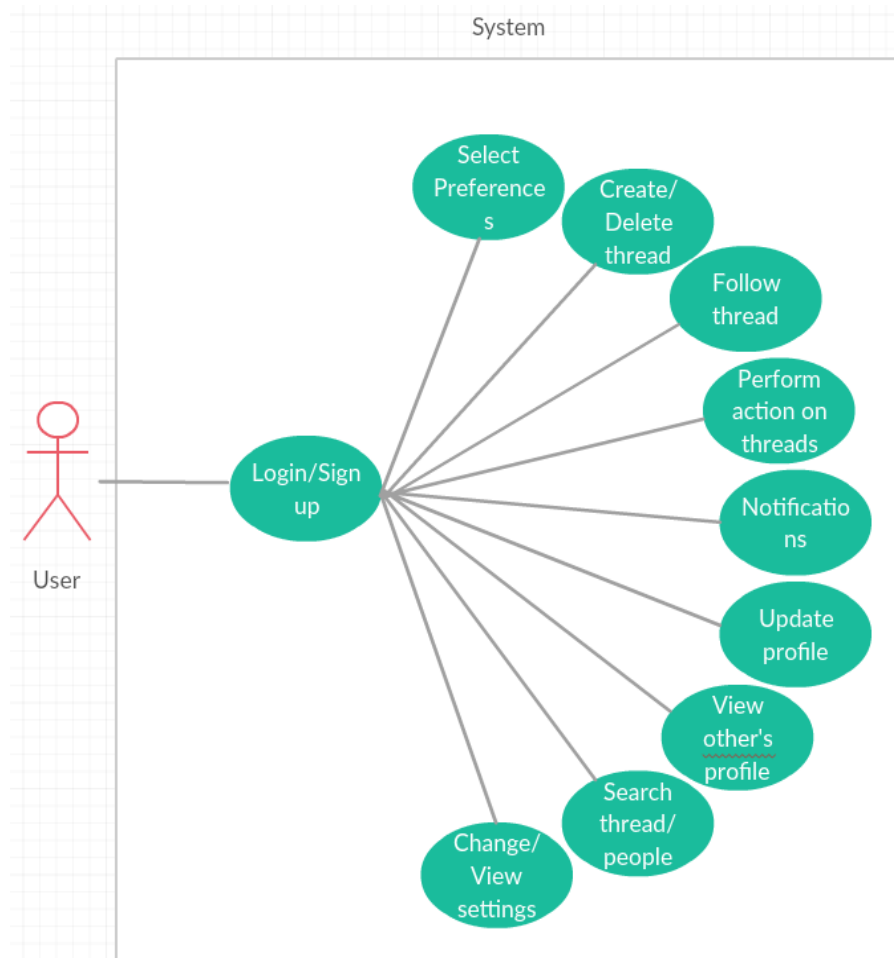 System
Select
Preference
s
Create/
Delete
thread
Follow
thread
Perform
action on
threads
Login/Sign
up
Notificatio
ns
User
Update
profile
View
other's
profile
Search
thread/
people
Change/
View
settings